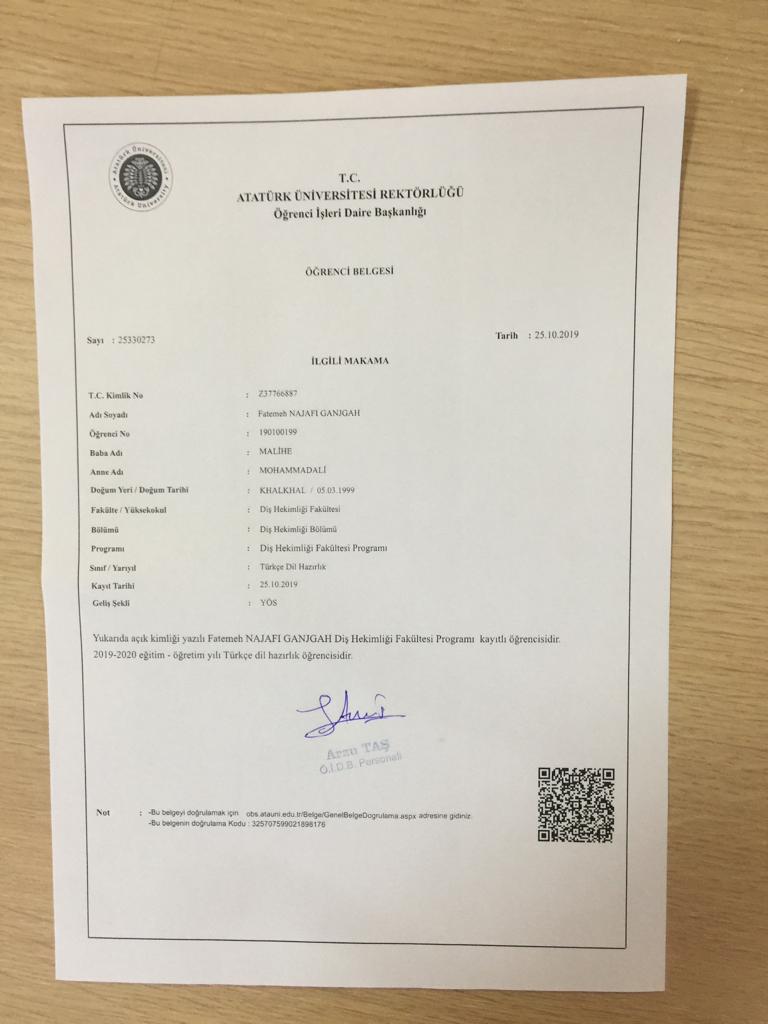 Atatürk Üniversitesi
Atatürk University
T.C.
ATATÜRK ÜNİVERSİTESİ REKTÖRLÜĞÜ
Öğrenci İşleri Daire Başkanlığı
ÖĞRENCİ BELGESİ
Sayı : 25330273 Tarih : 25.10.2019
İLGİLİ MAKAMA
T.C. Kimlik No : Z37766887
Adı Soyadı : Fatemeh NAJAFI GANJGAH
Öğrenci No : 190100199
Baba Adı : MALİHE
Anne Adı : MOHAMMADALİ
Doğum Yeri / Doğum Tarihi : KHALKHAL / 05.03.1999
Fakülte / Yüksekokul : Diş Hekimliği Fakültesi
Bölümü : Diş Hekimliği Bölümü
Programı : Diş Hekimliği Fakültesi Programı
Sınıf / Yarıyıl : Türkçe Dil Hazırlık
Kayıt Tarihi : 25.10.2019
Geliş Şekli : YÖS
Yukarıda açık kimliği yazılı Fatemeh NAJAFI GANJGAH Diş Hekimliği Fakültesi Programı kayıtlı öğrencisidir.
2019-2020 eğitim - öğretim yılı Türkçe dil hazırlık öğrencisidir.
Arzu TAŞ
Ö.İ.D.B. Personali
Not : -Bu belgeyi doğrulamak için obs.atauni.edu.tr/Belge/GenelBelgeDogrulama.aspx adresine gidiniz.
-Bu belgenin doğrulama Kodu : 325707599021898176